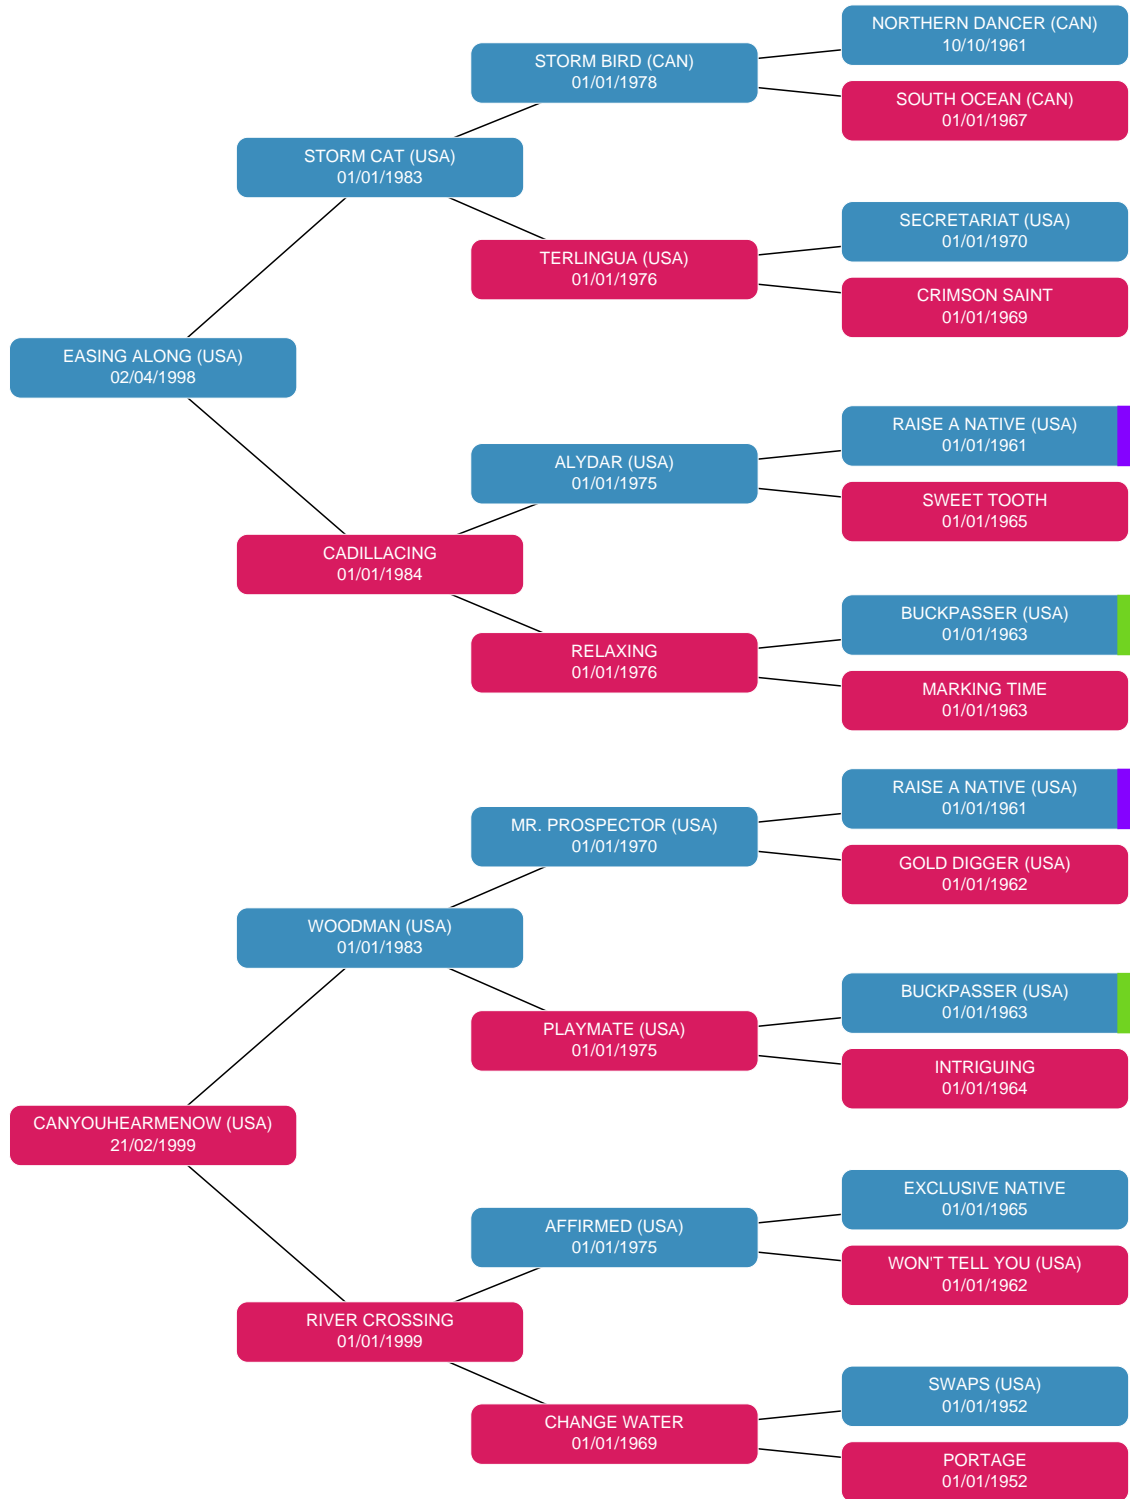 NORTHERN DANCER (CAN)
10/10/1961
STORM BIRD (CAN)
01/01/1978
SOUTH OCEAN (CAN)
01/01/1967
STORM CAT (USA)
01/01/1983
SECRETARIAT (USA)
01/01/1970
TERLINGUA (USA)
01/01/1976
CRIMSON SAINT
01/01/1969
EASING ALONG (USA)
02/04/1998
RAISE A NATIVE (USA)
01/01/1961
ALYDAR (USA)
01/01/1975
SWEET TOOTH
01/01/1965
CADILLACING
01/01/1984
BUCKPASSER (USA)
01/01/1963
RELAXING
01/01/1976
MARKING TIME
01/01/1963
RAISE A NATIVE (USA)
01/01/1961
MR. PROSPECTOR (USA)
01/01/1970
GOLD DIGGER (USA)
01/01/1962
WOODMAN (USA)
01/01/1983
BUCKPASSER (USA)
01/01/1963
PLAYMATE (USA)
01/01/1975
INTRIGUING
01/01/1964
CANYOUHEARMENOW (USA)
21/02/1999
EXCLUSIVE NATIVE
01/01/1965
AFFIRMED (USA)
01/01/1975
WON'T TELL YOU (USA)
01/01/1962
RIVER CROSSING
01/01/1999
SWAPS (USA)
01/01/1952
CHANGE WATER
01/01/1969
PORTAGE
01/01/1952